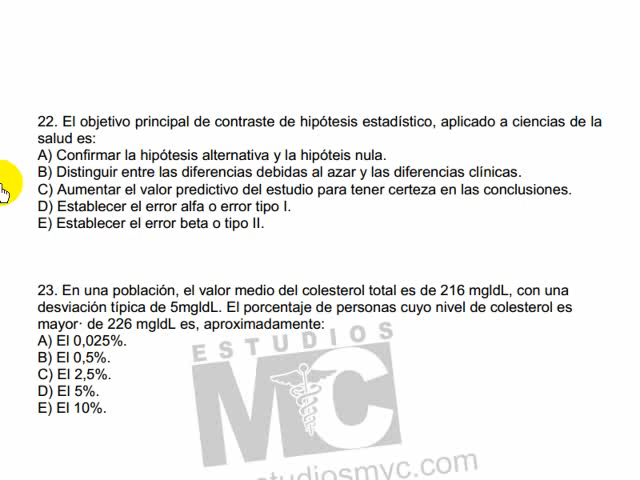 22. El objetivo principal de contraste de hipótesis estadístico, aplicado a ciencias de la
salud es:
A) Confirmar la hipótesis alternativa y la hipóteis nula.
B) Distinguir entre las diferencias debidas al azar y las diferencias clínicas.
C) Aumentar el valor predictivo del estudio para tener certeza en las conclusiones.
D) Establecer el error alfa o error tipo I.
E) Establecer el error beta o tipo II.
23. En una población, el valor medio del colesterol total es de 216 mgldL, con una
desviación típica de 5mgldL. El porcentaje de personas cuyo nivel de colesterol es
mayor· de 226 mgldL es, aproximadamente:
A) El 0,025%.
B) El 0,5%.
C) El 2,5%.
D) El 5%.
E) El 10%.
ESTUDIOS
MC
tudiosmyc.com